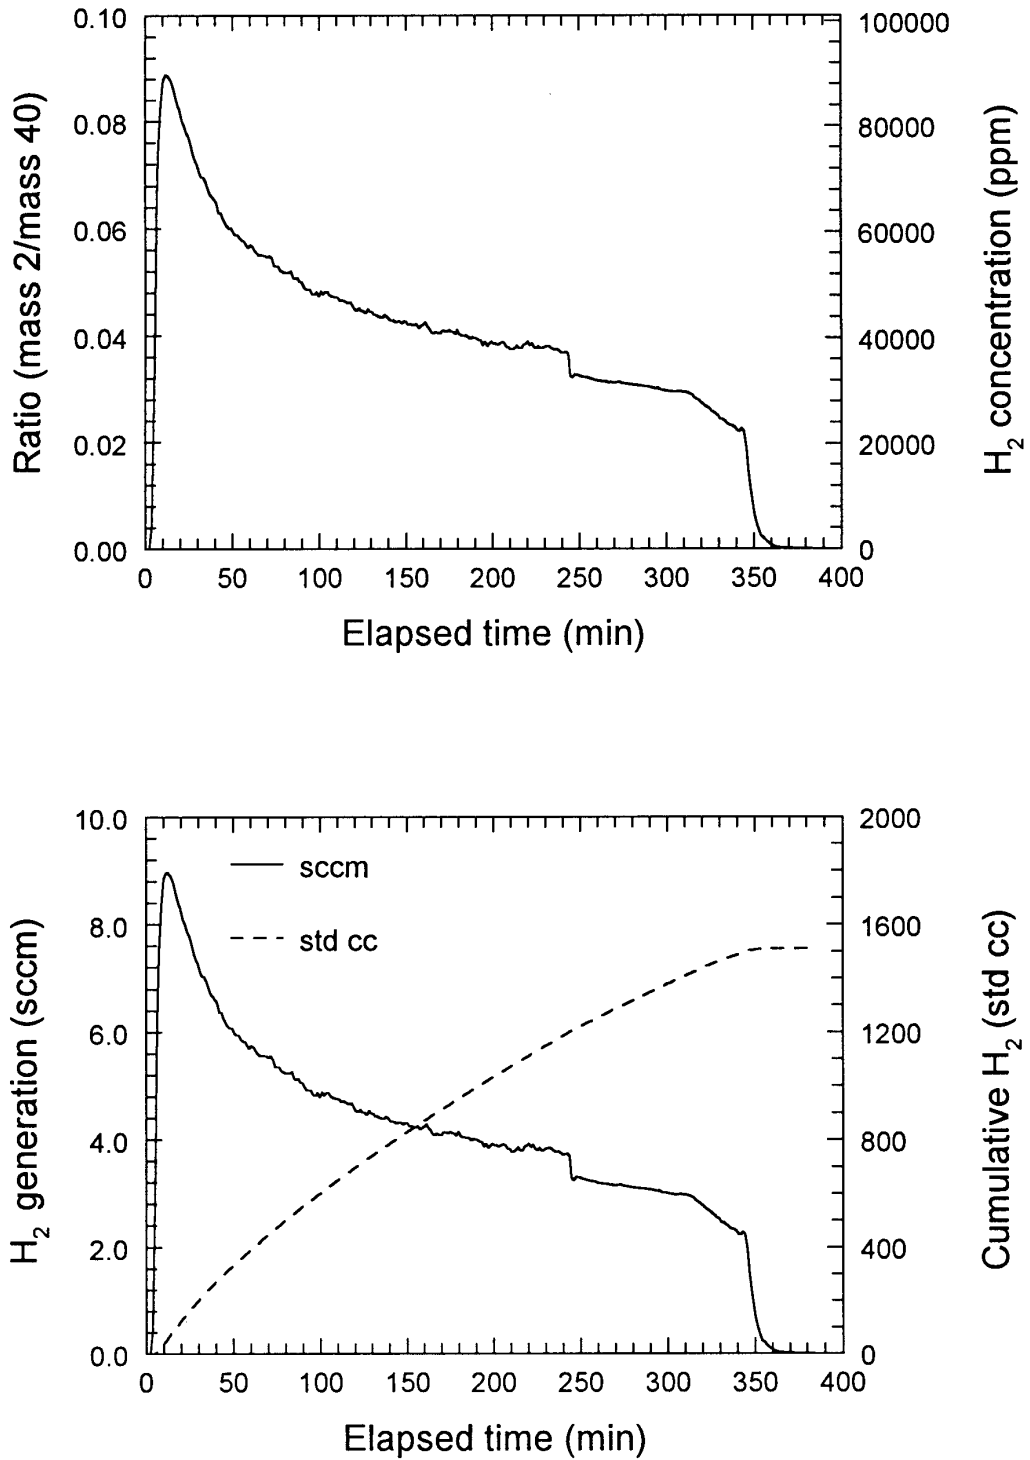 0.10
0.08
0.06
0.04
0.02
0.00
Ratio (mass 2/mass 40)
100000
80000
60000
40000
20000
0
H2 concentration (ppm)
0 50 100 150 200 250 300 350 400
Elapsed time (min)
10.0
8.0
6.0
4.0
2.0
0.0
H2 generation (sccm)
sccm
std cc
2000
1600
1200
800
400
0
Cumulative H2 (std cc)
0 50 100 150 200 250 300 350 400
Elapsed time (min)